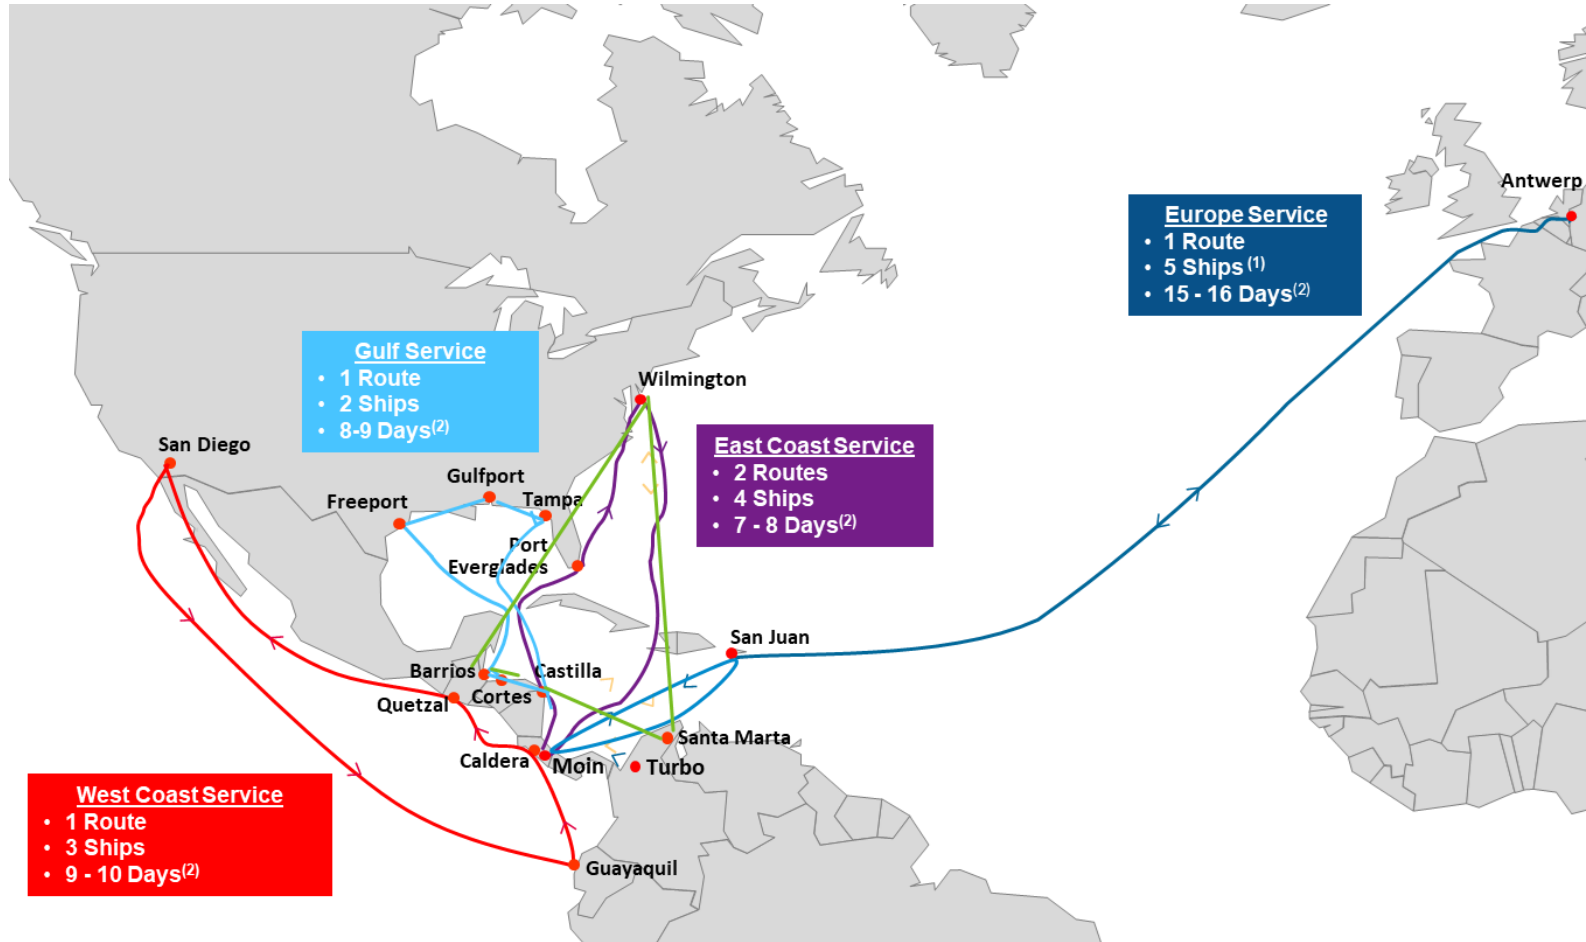 Antwerp
Europe Service
• 1 Route
• 5 Ships (1)
• 15 - 16 Days(2)
Gulf Service
• 1 Route
• 2 Ships
• 8-9 Days(2)
Wilmington
East Coast Service
• 2 Routes
• 4 Ships
• 7 - 8 Days(2)
San Diego
Gulfport
Freeport
Tampa
Port
Everglades
San Juan
Barrios
Castilla
Cortes
Quetzal
Santa Marta
Caldera
Moin
Turbo
West Coast Service
• 1 Route
• 3 Ships
• 9 - 10 Days(2)
Guayaquil